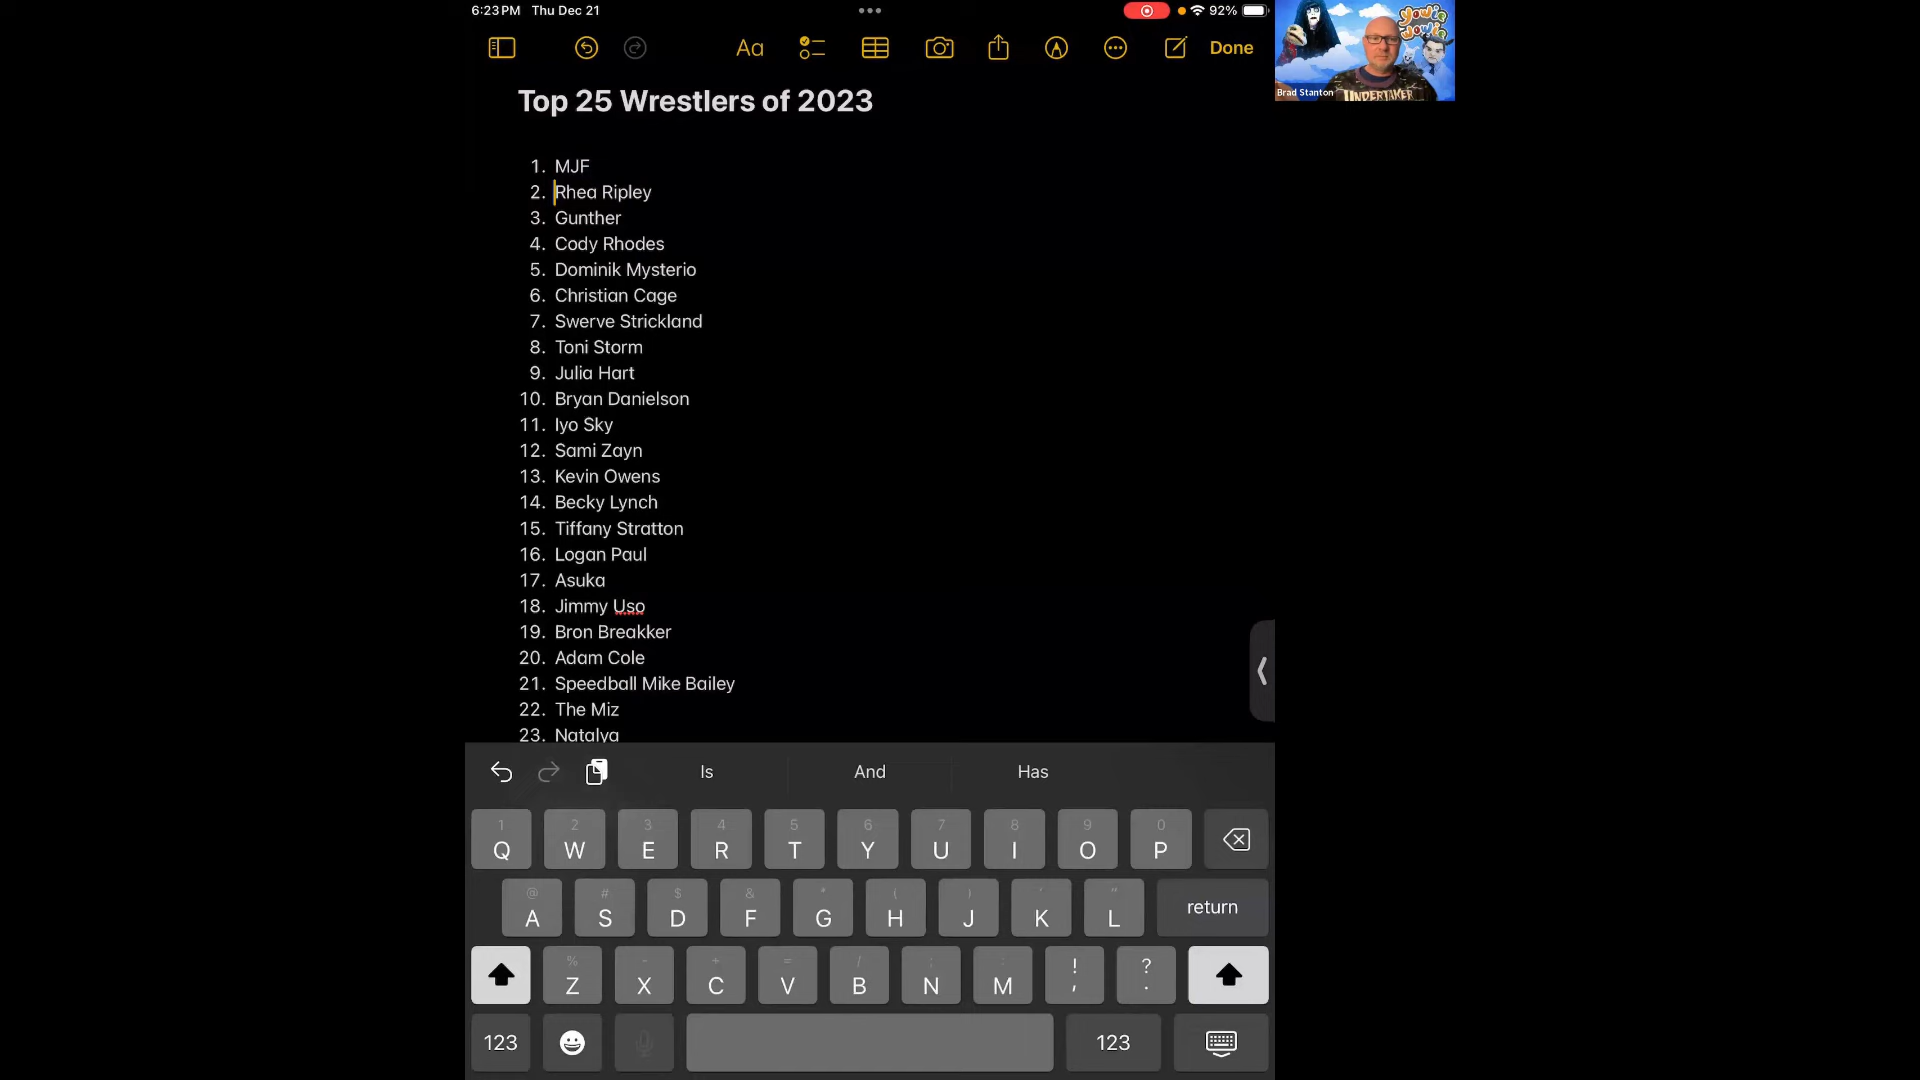 6:23 PM Thu Dec 21
92%
Aa
Done
Yowie
Wowie
UNDERTAKER
Brad Stanton
Top 25 Wrestlers of 2023
1. MJF
2. Rhea Ripley
3. Gunther
4. Cody Rhodes
5. Dominik Mysterio
6. Christian Cage
7. Swerve Strickland
8. Toni Storm
9. Julia Hart
10. Bryan Danielson
11. Iyo Sky
12. Sami Zayn
13. Kevin Owens
14. Becky Lynch
15. Tiffany Stratton
16. Logan Paul
17. Asuka
18. Jimmy Uso
19. Bron Breakker
20. Adam Cole
21. Speedball Mike Bailey
22. The Miz
23. Natalya
Is And Has
1 2 3 4 5 6 7 8 9 0
Q W E R T Y U I O P
@ # $ & * ( ) ' "
A S D F G H J K L return
% - + = / ; : ! ?
Z X C V B N M , .
123 123